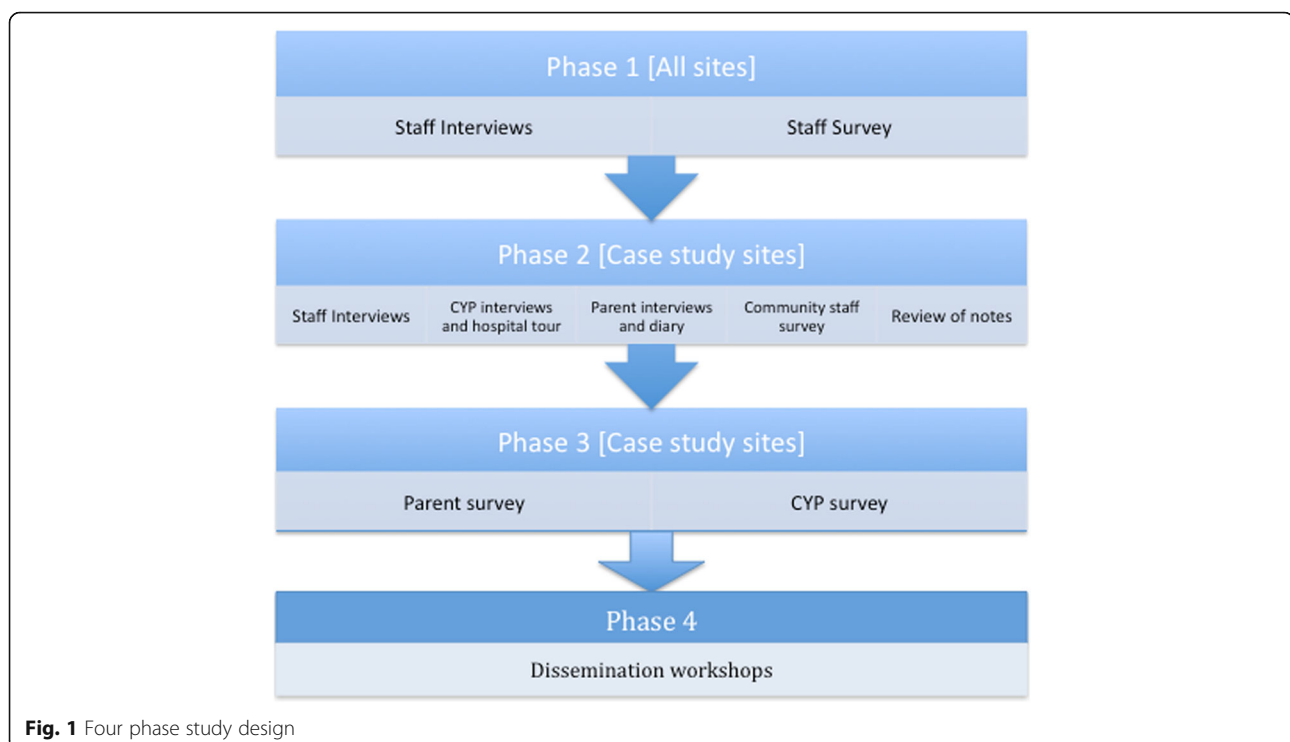 Phase 1 [All sites]
Staff Interviews
Staff Survey
Phase 2 [Case study sites]
Staff Interviews
CYP interviews
and hospital tour
Parent interviews
and diary
Community staff
survey
Review of notes
Phase 3 [Case study sites]
Parent survey
CYP survey
Phase 4
Dissemination workshops
Fig. 1 Four phase study design